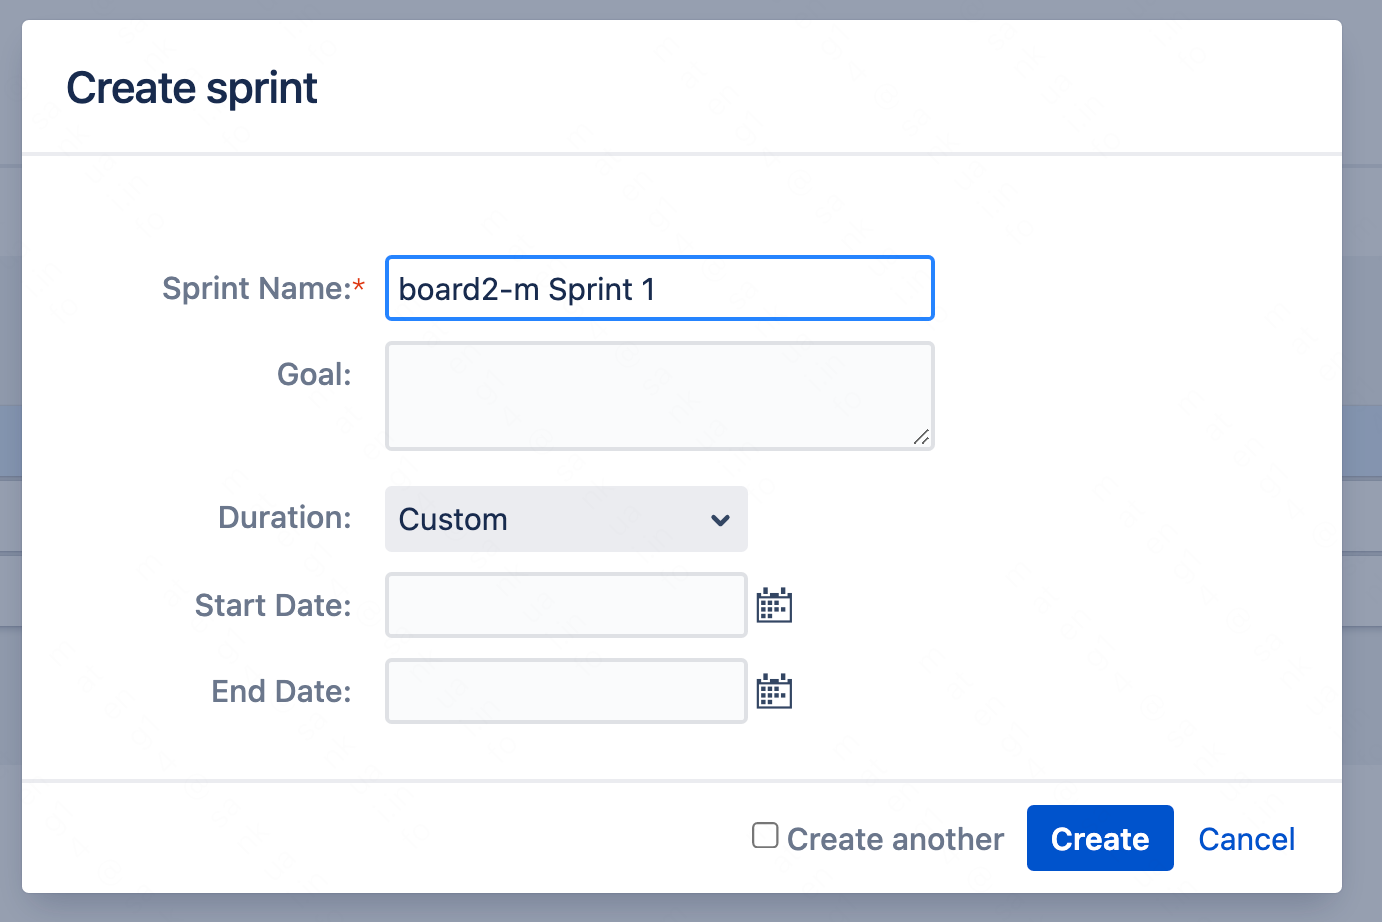 Create sprint
Sprint Name:* board2-m Sprint 1
Goal:
Duration: Custom
Start Date:
End Date:
Create another Create Cancel